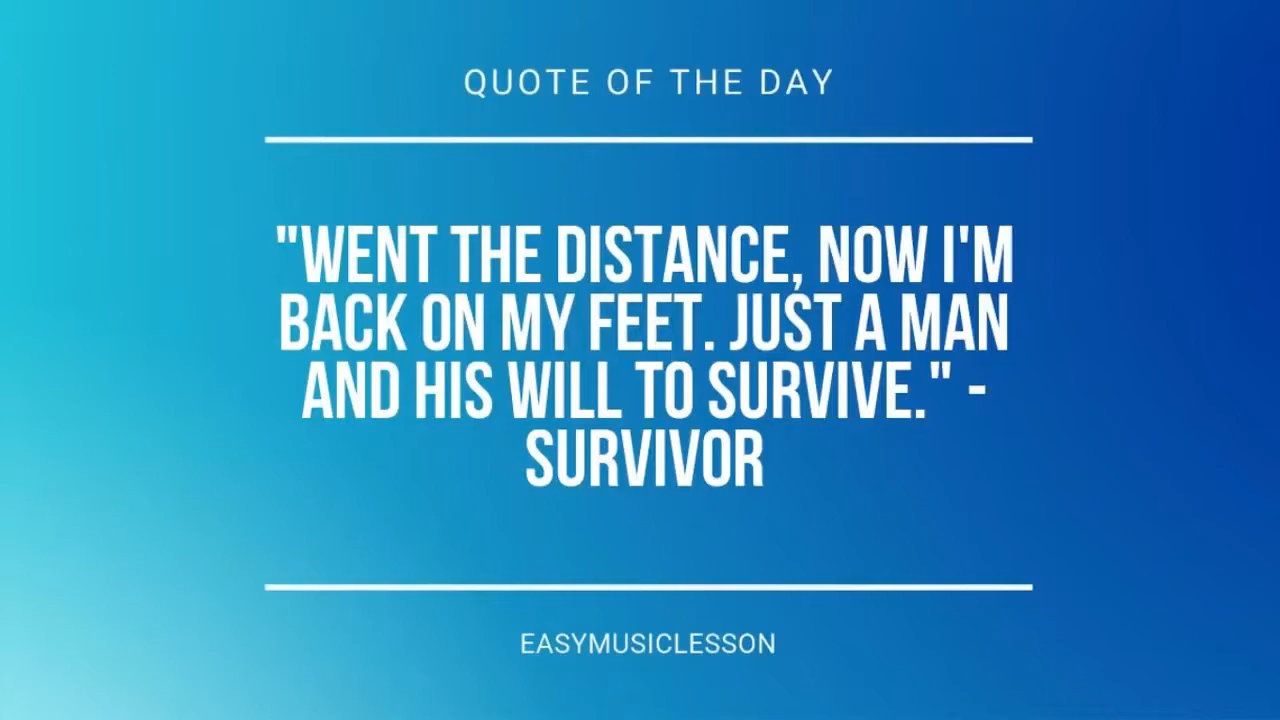 QUOTE OF THE DAY
"WENT THE DISTANCE, NOW I'M
BACK ON MY FEET. JUST A MAN
AND HIS WILL TO SURVIVE." -
SURVIVOR
EASYMUSICLESSON